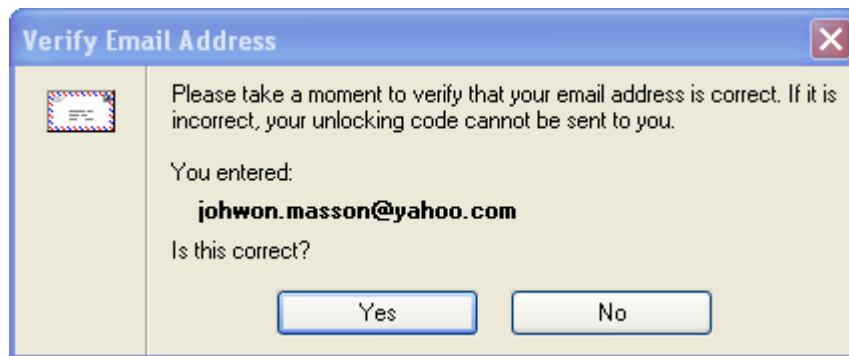 Verify Email Address
Please take a moment to verify that your email address is correct. If it is
incorrect, your unlocking code cannot be sent to you.
You entered:
johwon.masson@yahoo.com
Is this correct?
Yes No